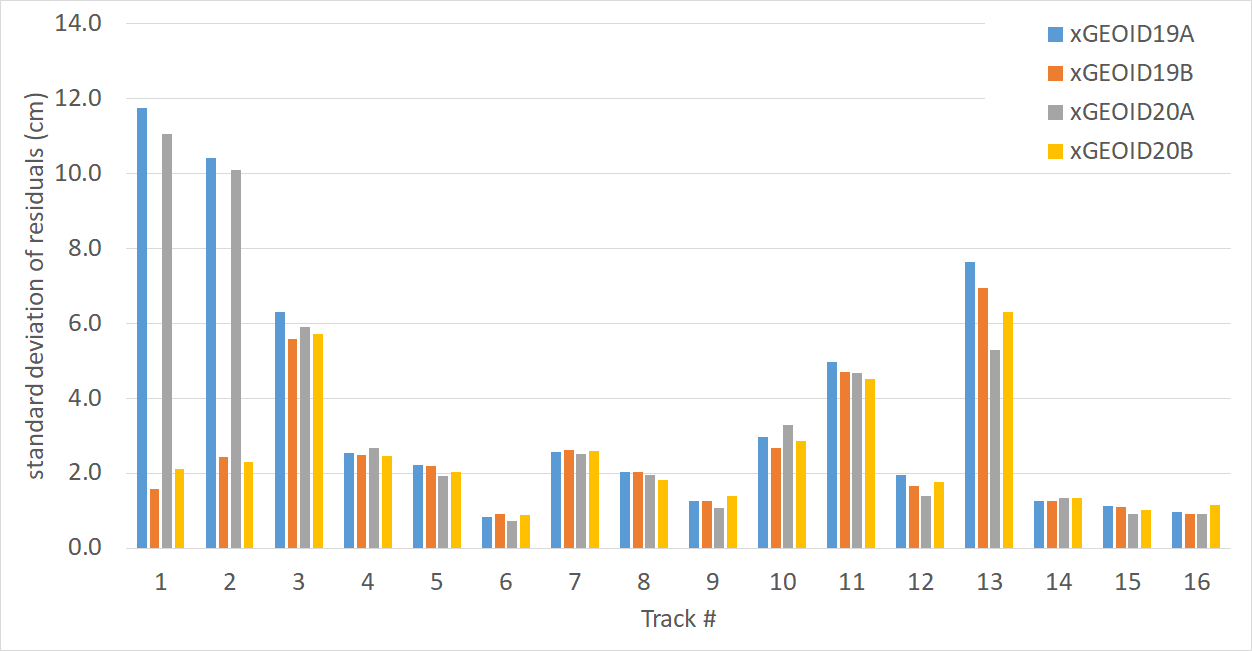 standard deviation of residuals (cm)
14.0
12.0
10.0
8.0
6.0
4.0
2.0
0.0
xGEOID19A
xGEOID19B
xGEOID20A
xGEOID20B
1 2 3 4 5 6 7 8 9 10 11 12 13 14 15 16
Track #